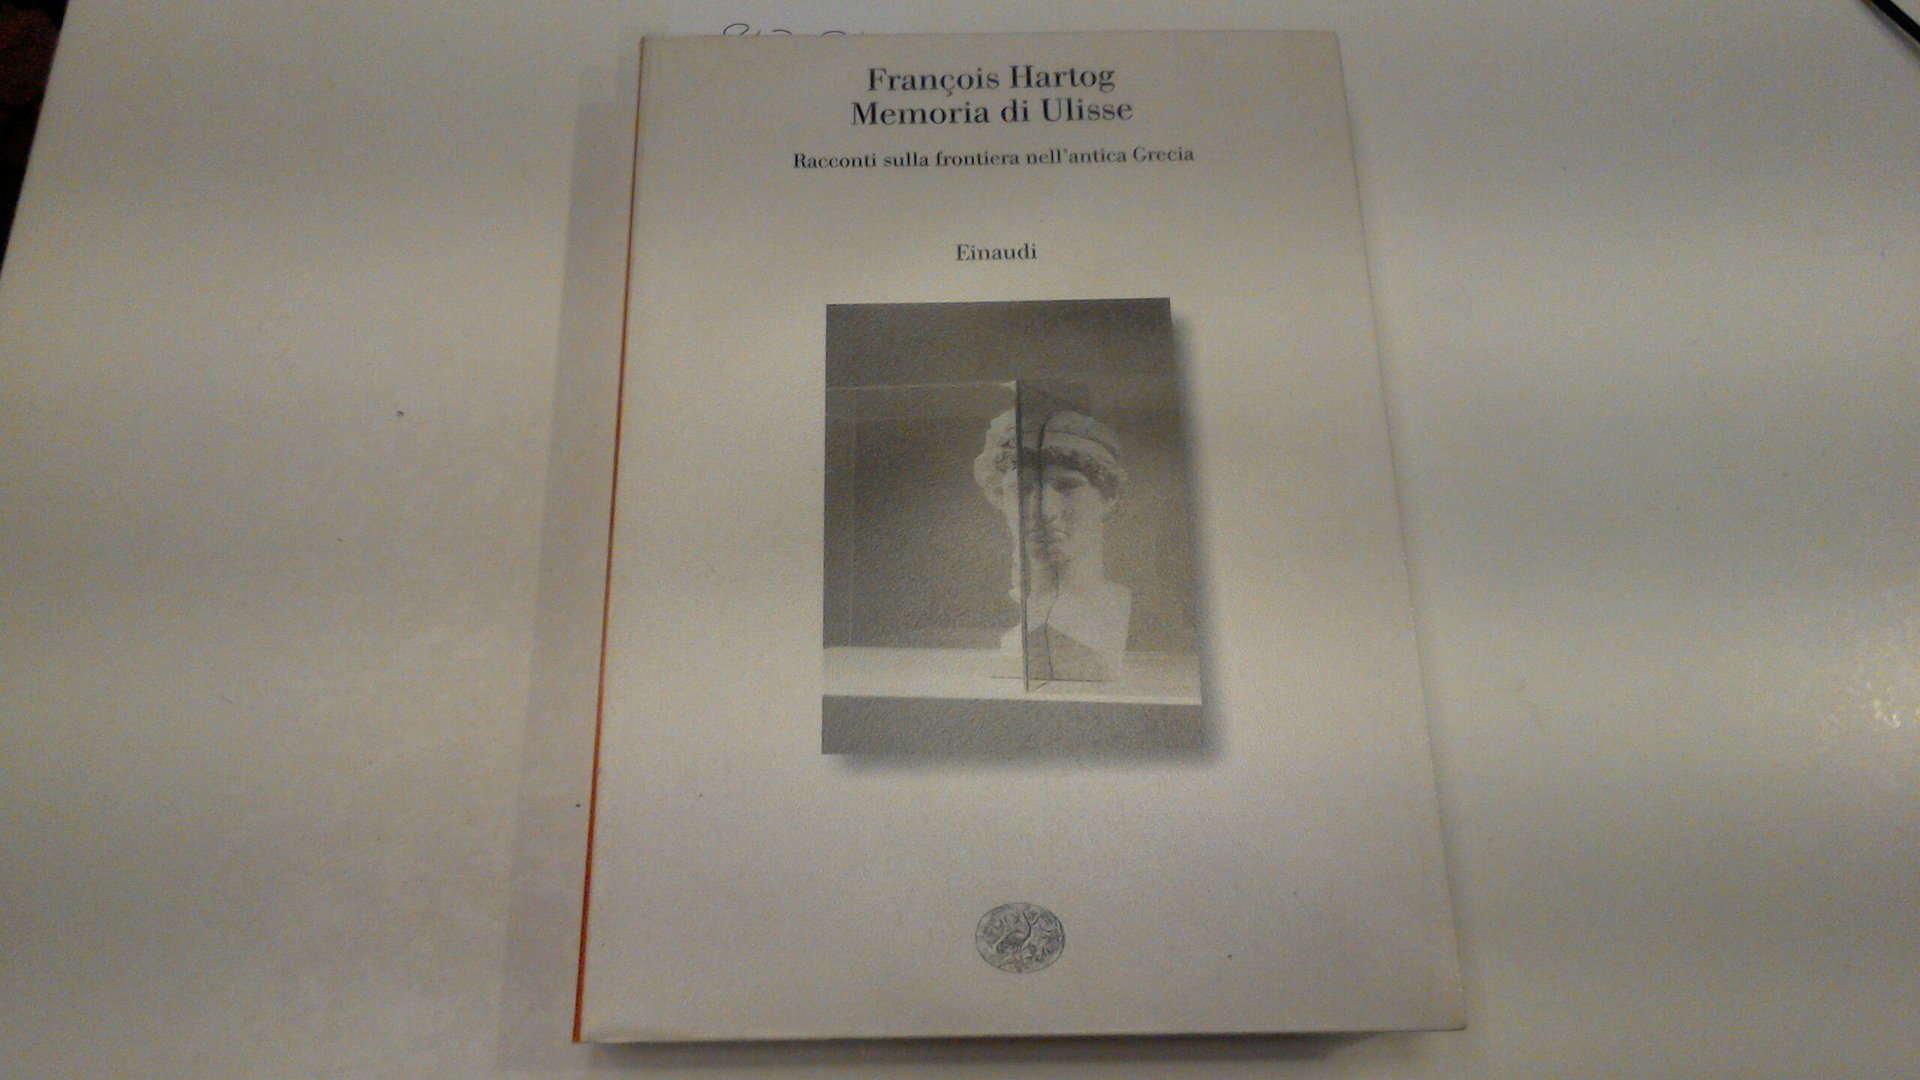 François Hartog
Memoria di Ulisse
Racconti sulla frontiera nell'antica Grecia
Einaudi